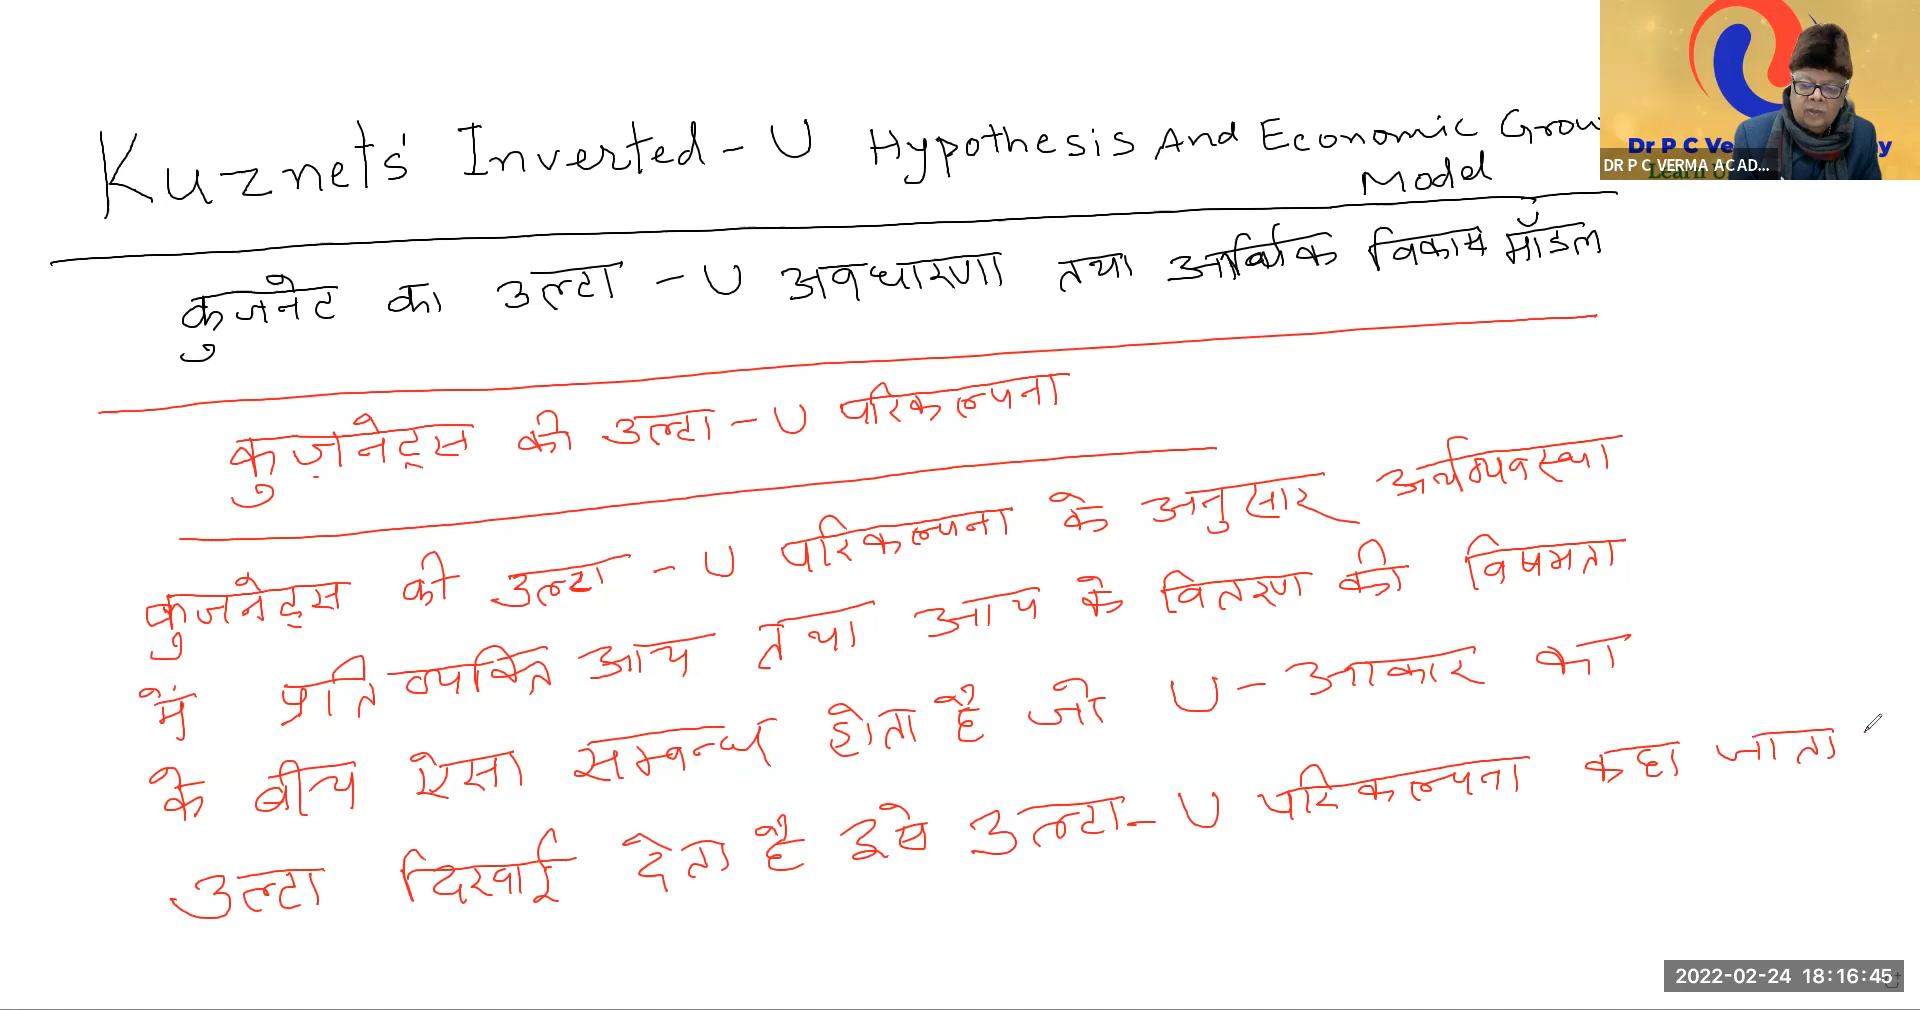 Kuznets' Inverted-U Hypothesis And Economic Grow
Model
कुजनेट का उल्टा -U अवधारणा तथा आर्थिक विकास मॉडल
कुज़नेट्स की उल्टा -U परिकल्पना
कुजनेट्स की उल्टा -U परिकल्पना के अनुसार अर्थव्यवस्था
में प्रति व्यक्ति आय तथा आय के वितरण की विषमता
के बीच ऐसा सम्बन्ध होता है जो U-आकार का
उल्टा दिखाई देता है इसे उल्टा-U परिकल्पना कहा जाता
Dr P C Ve y
DR P C VERMA ACAD...
Learn U
2022-02-24 18:16:45